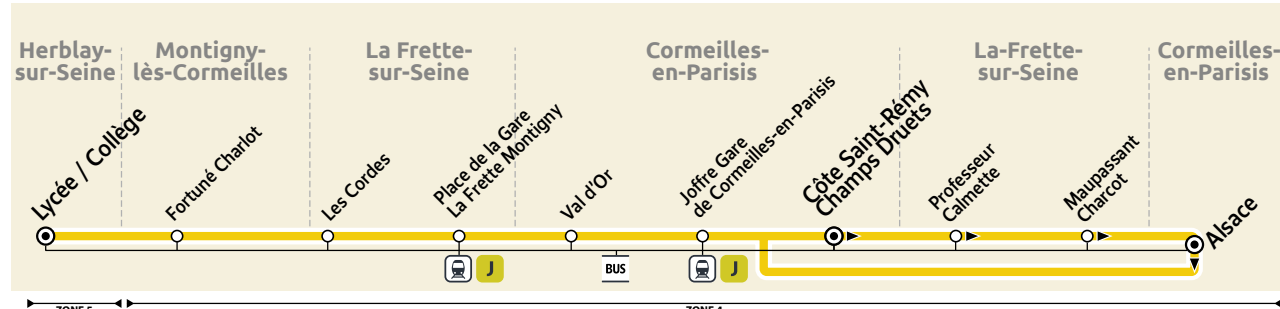 Herblay-
sur-Seine
Montigny-
lès-Cormeilles
La Frette-
sur-Seine
Cormeilles-
en-Parisis
La-Frette-
sur-Seine
Cormeilles-
en-Parisis
Lycée / Collège
Fortuné Charlot
Les Cordes
Place de la Gare
La Frette Montigny
Val d'Or
Joffre Gare
de Cormeilles-en-Parisis
Côte Saint-Rémy
Champs Druets
Professeur
Calmette
Maupassant
Charcot
Alsace
J
BUS
J